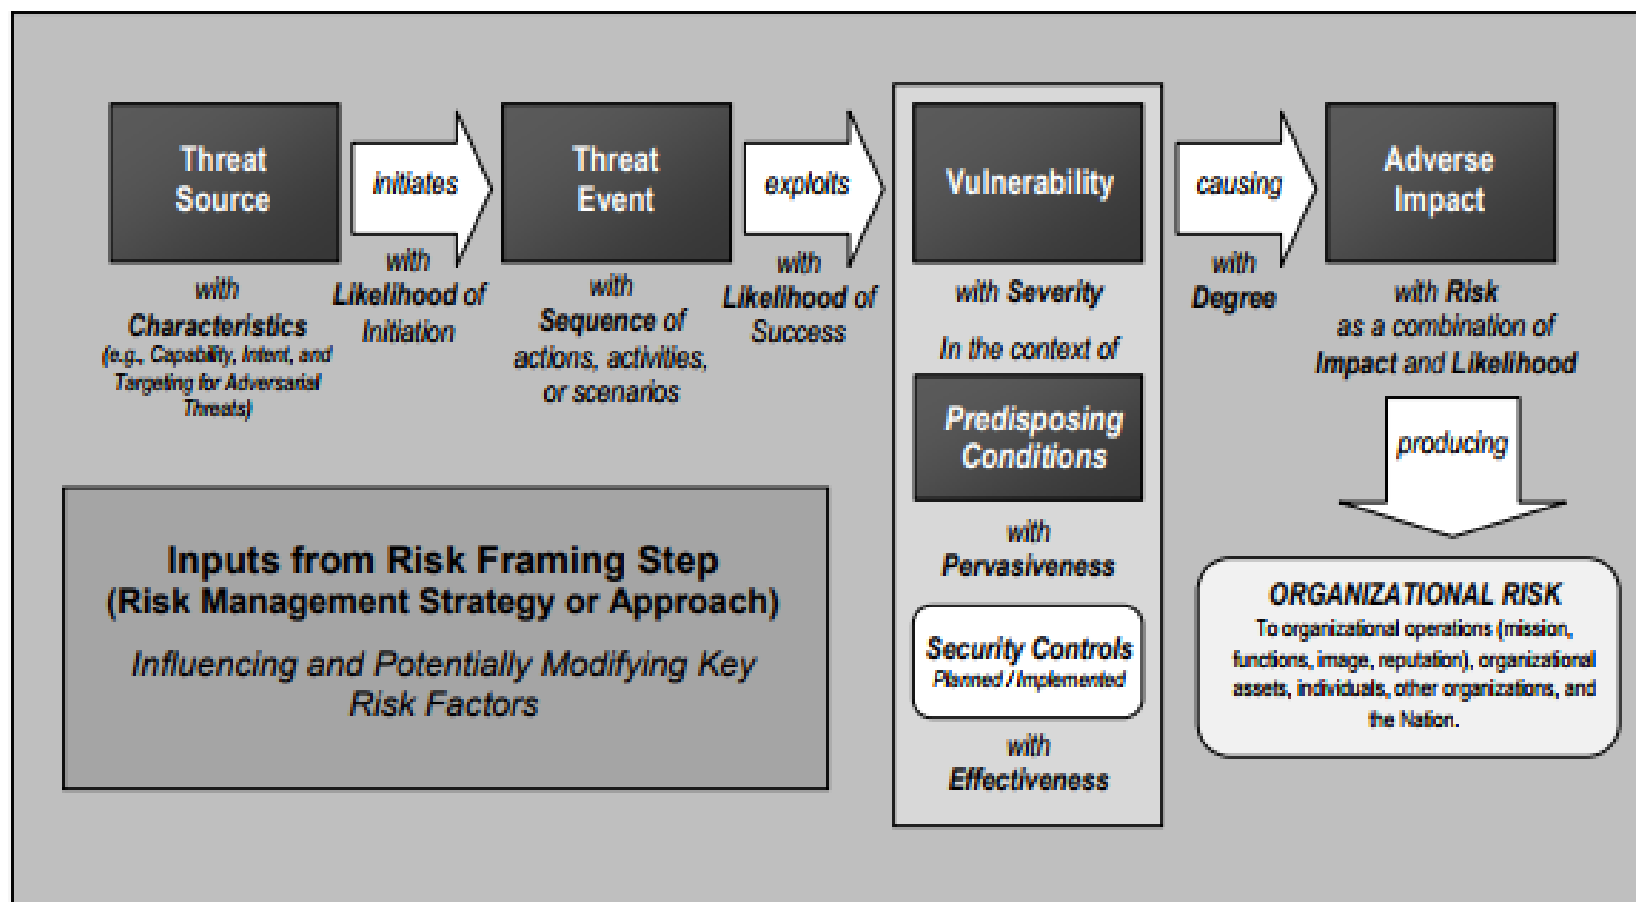 Threat
Source
initiates
Threat
Event
exploits
Vulnerability
causing
Adverse
Impact
with
Characteristics
(e.g., Capability, Intent, and
Targeting for Adversarial
Threats)
with
Likelihood of
Initiation
with
Sequence of
actions, activities,
or scenarios
with
Likelihood of
Success
with Severity
In the context of
Predisposing
Conditions
with
Pervasiveness
Security Controls
Planned / Implemented
with
Effectiveness
with
Degree
with Risk
as a combination of
Impact and Likelihood
producing
ORGANIZATIONAL RISK
To organizational operations (mission,
functions, image, reputation), organizational
assets, individuals, other organizations, and
the Nation.
Inputs from Risk Framing Step
(Risk Management Strategy or Approach)
Influencing and Potentially Modifying Key
Risk Factors